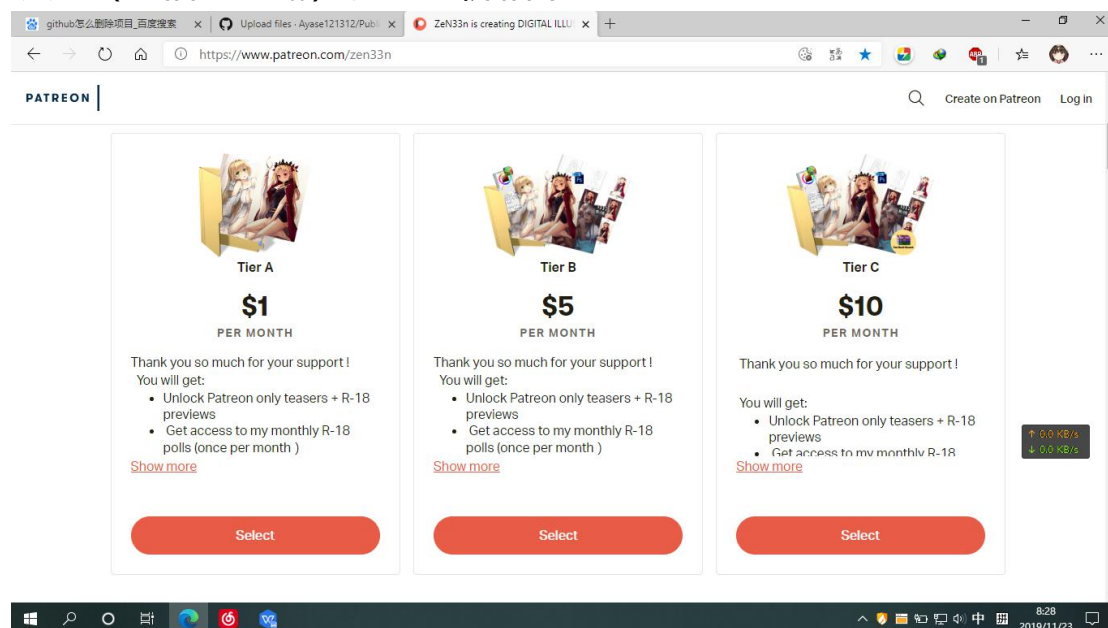 github怎么删除项目_百度搜索
Upload files · Ayase121312/Publi
ZeN33n is creating DIGITAL ILLU
https://www.patreon.com/zen33n
PATREON
Create on Patreon
Log in
Tier A
$1
PER MONTH
Thank you so much for your support !
You will get:
• Unlock Patreon only teasers + R-18
previews
• Get access to my monthly R-18
polls (once per month )
Show more
Select
Tier B
$5
PER MONTH
Thank you so much for your support !
You will get:
• Unlock Patreon only teasers + R-18
previews
• Get access to my monthly R-18
polls (once per month )
Show more
Select
Tier C
$10
PER MONTH
Thank you so much for your support !
You will get:
• Unlock Patreon only teasers + R-18
previews
• Get access to my monthly R-18
Show more
Select
↑ 0.0 KB/s
↓ 0.0 KB/s
中
8:28
2019/11/23